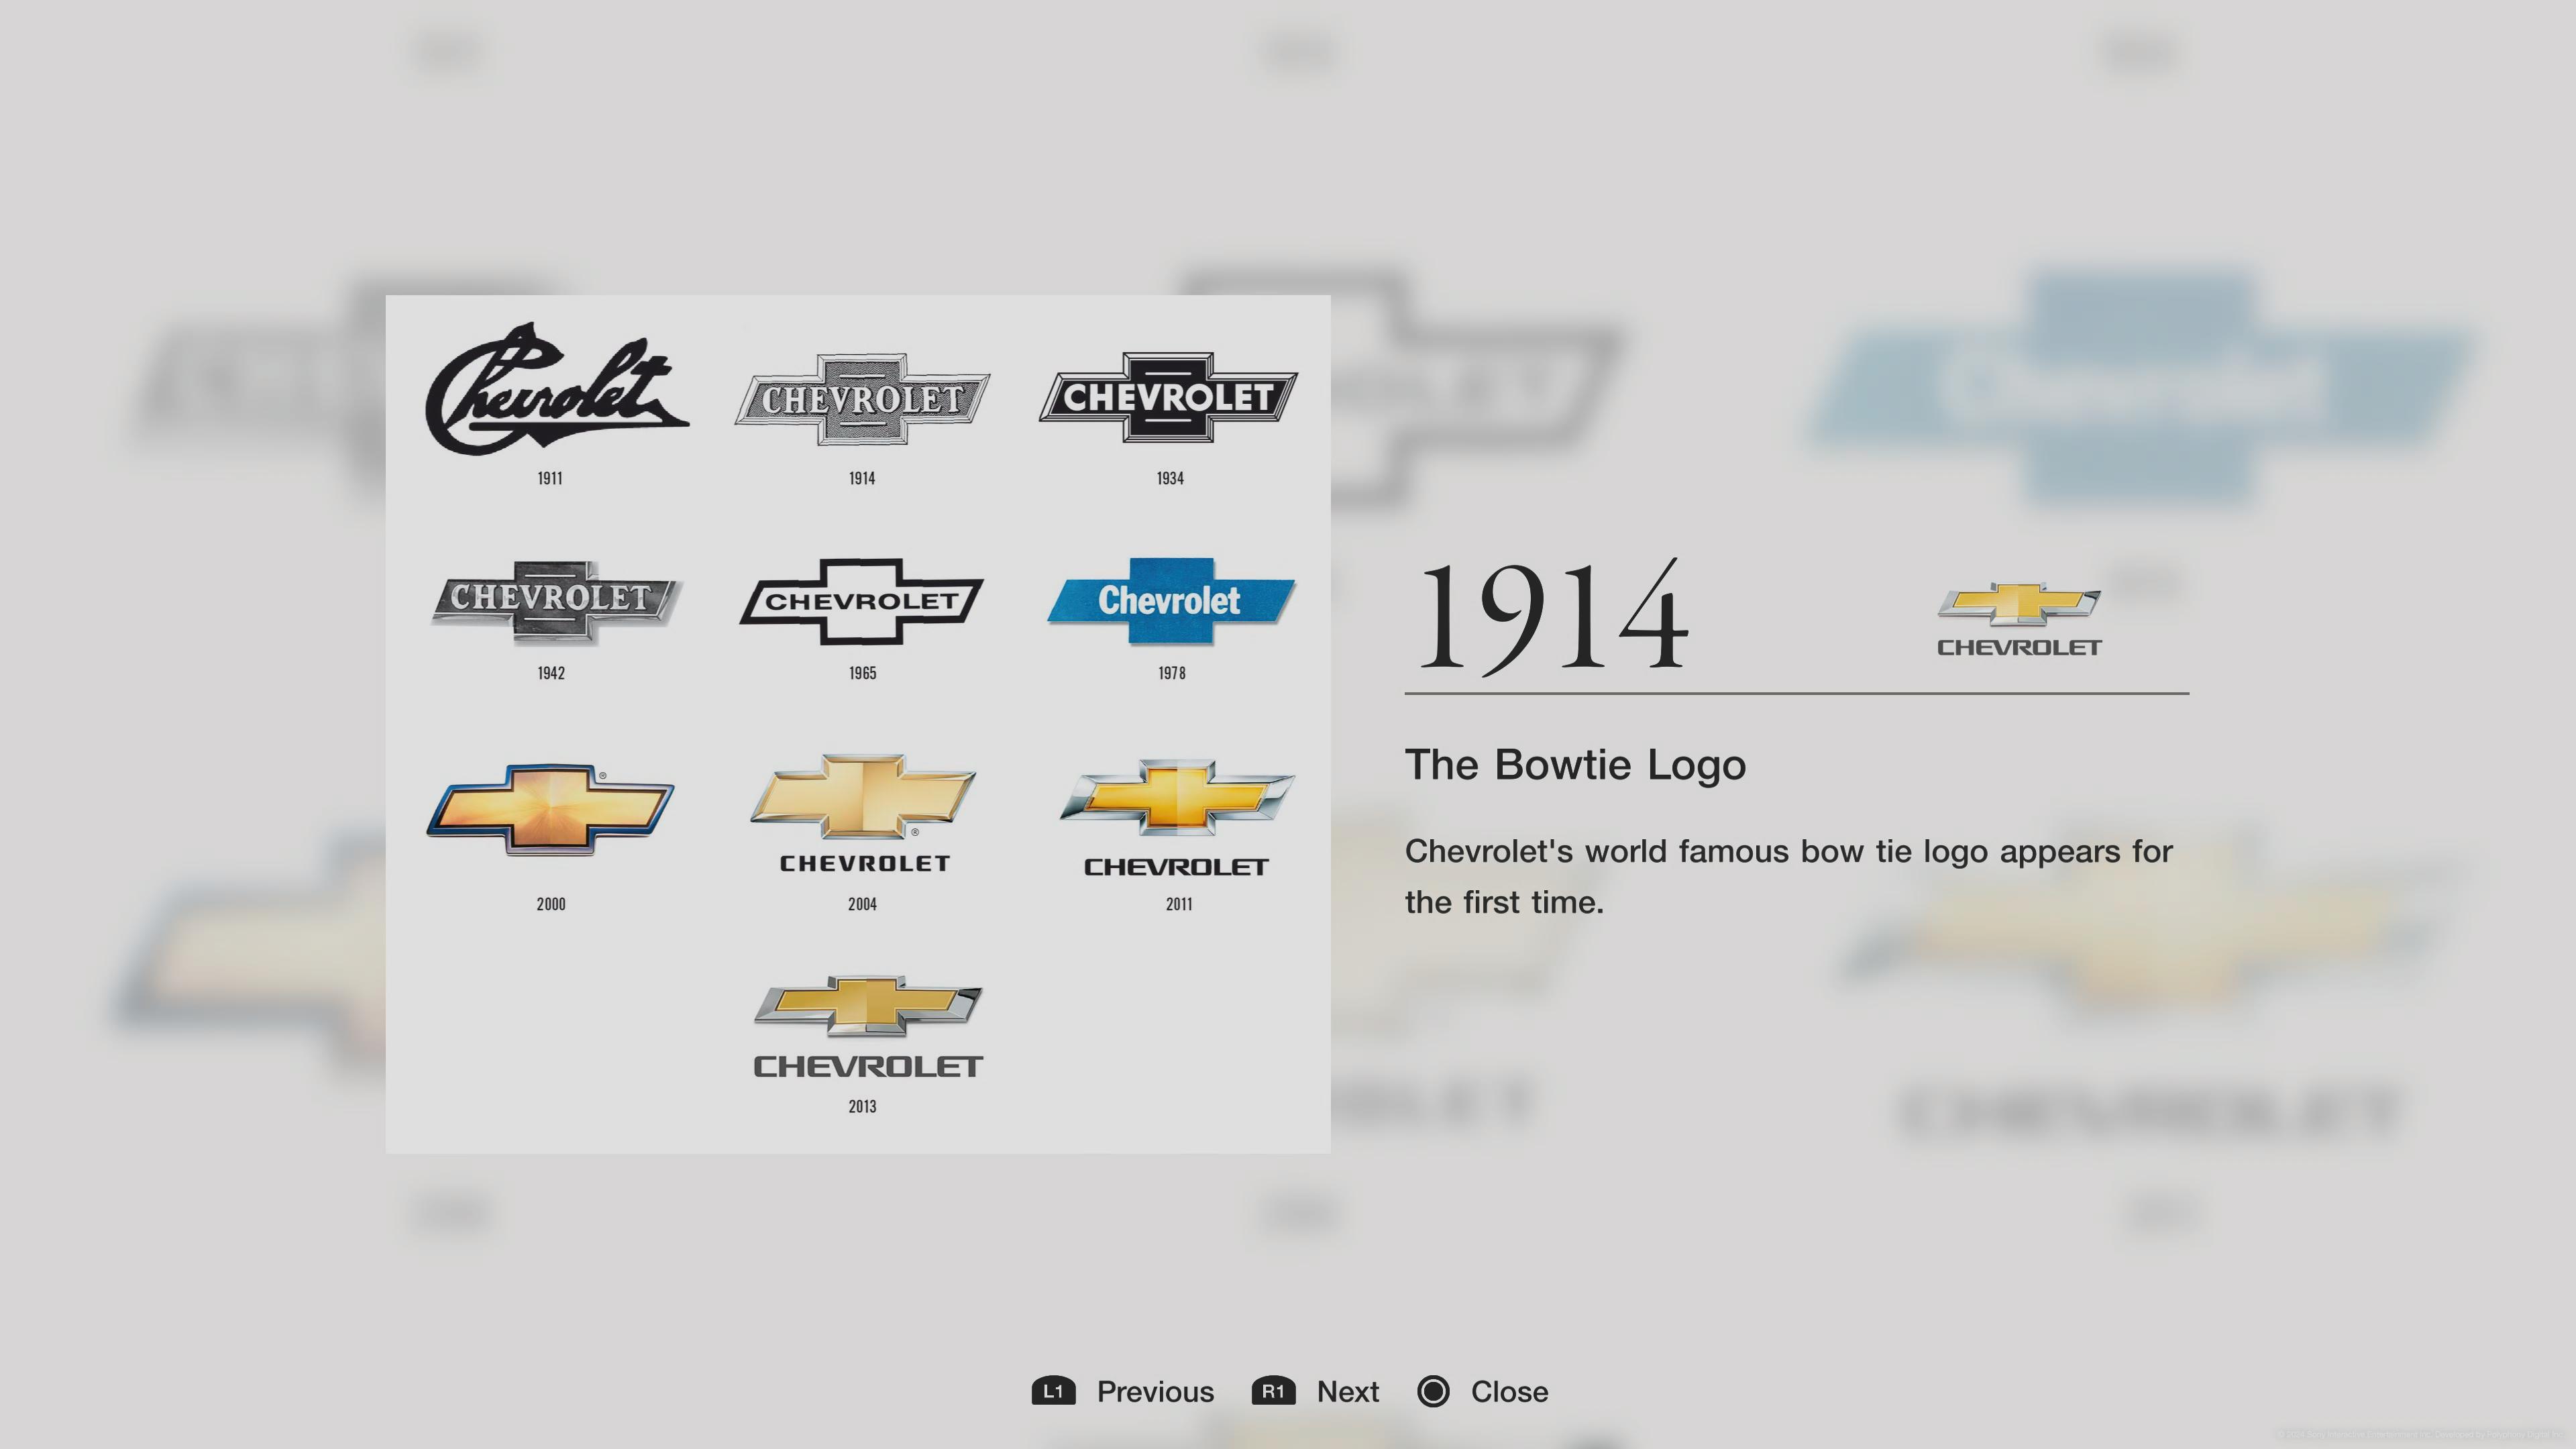 Chevrolet
CHEVROLET
CHEVROLET
1911
1914
1934
CHEVROLET
CHEVROLET
Chevrolet
1942
1965
1978
®
®
CHEVROLET
CHEVROLET
2000
2004
2011
CHEVROLET
2013
1914
CHEVROLET
The Bowtie Logo
Chevrolet's world famous bow tie logo appears for
the first time.
L1 Previous R1 Next Close